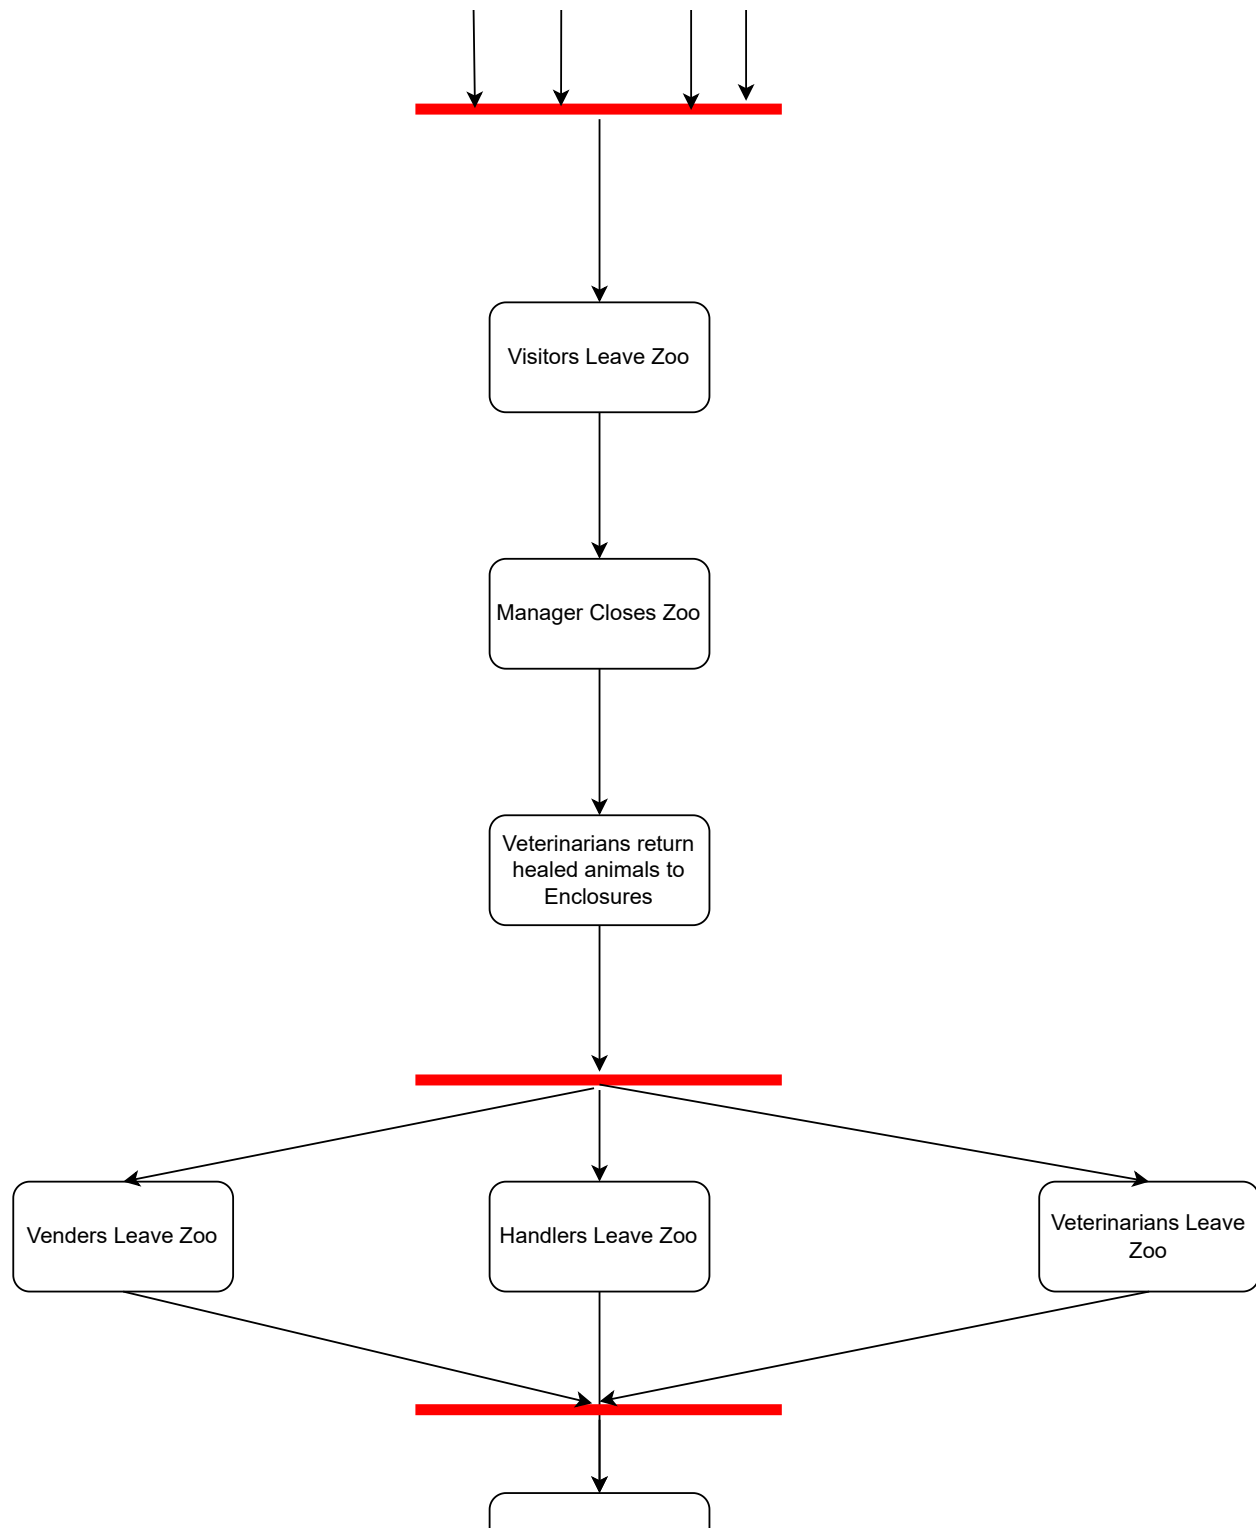 Visitors Leave Zoo
Manager Closes Zoo
Veterinarians return
healed animals to
Enclosures
Venders Leave Zoo
Handlers Leave Zoo
Veterinarians Leave
Zoo